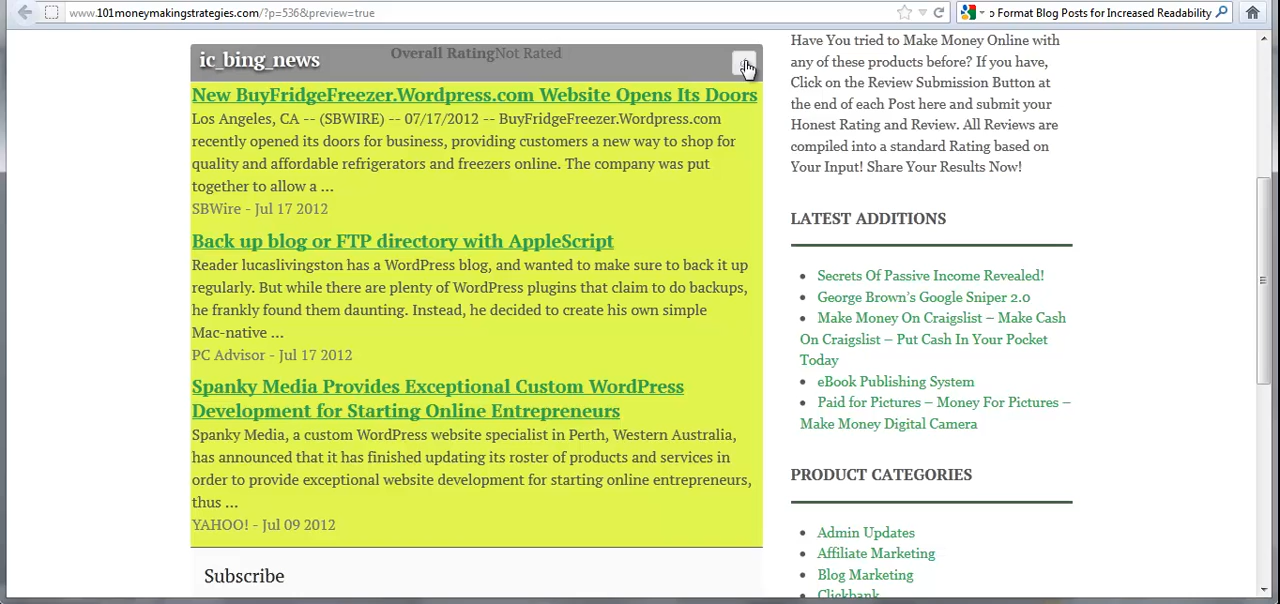 www.101moneymakingstrategies.com/?p=536&preview=true
o Format Blog Posts for Increased Readability
ic_bing_news
Overall RatingNot Rated
New BuyFridgeFreezer.Wordpress.com Website Opens Its Doors
Los Angeles, CA -- (SBWIRE) -- 07/17/2012 -- BuyFridgeFreezer.Wordpress.com
recently opened its doors for business, providing customers a new way to shop for
quality and affordable refrigerators and freezers online. The company was put
together to allow a ...
SBWire - Jul 17 2012
Back up blog or FTP directory with AppleScript
Reader lucaslivingston has a WordPress blog, and wanted to make sure to back it up
regularly. But while there are plenty of WordPress plugins that claim to do backups,
he frankly found them daunting. Instead, he decided to create his own simple
Mac-native ...
PC Advisor - Jul 17 2012
Spanky Media Provides Exceptional Custom WordPress
Development for Starting Online Entrepreneurs
Spanky Media, a custom WordPress website specialist in Perth, Western Australia,
has announced that it has finished updating its roster of products and services in
order to provide exceptional website development for starting online entrepreneurs,
thus ...
YAHOO! - Jul 09 2012
Subscribe
Have You tried to Make Money Online with
any of these products before? If you have,
Click on the Review Submission Button at
the end of each Post here and submit your
Honest Rating and Review. All Reviews are
compiled into a standard Rating based on
Your Input! Share Your Results Now!
LATEST ADDITIONS
Secrets Of Passive Income Revealed!
George Brown's Google Sniper 2.0
Make Money On Craigslist – Make Cash
On Craigslist – Put Cash In Your Pocket
Today
eBook Publishing System
Paid for Pictures – Money For Pictures –
Make Money Digital Camera
PRODUCT CATEGORIES
Admin Updates
Affiliate Marketing
Blog Marketing
Clickbank